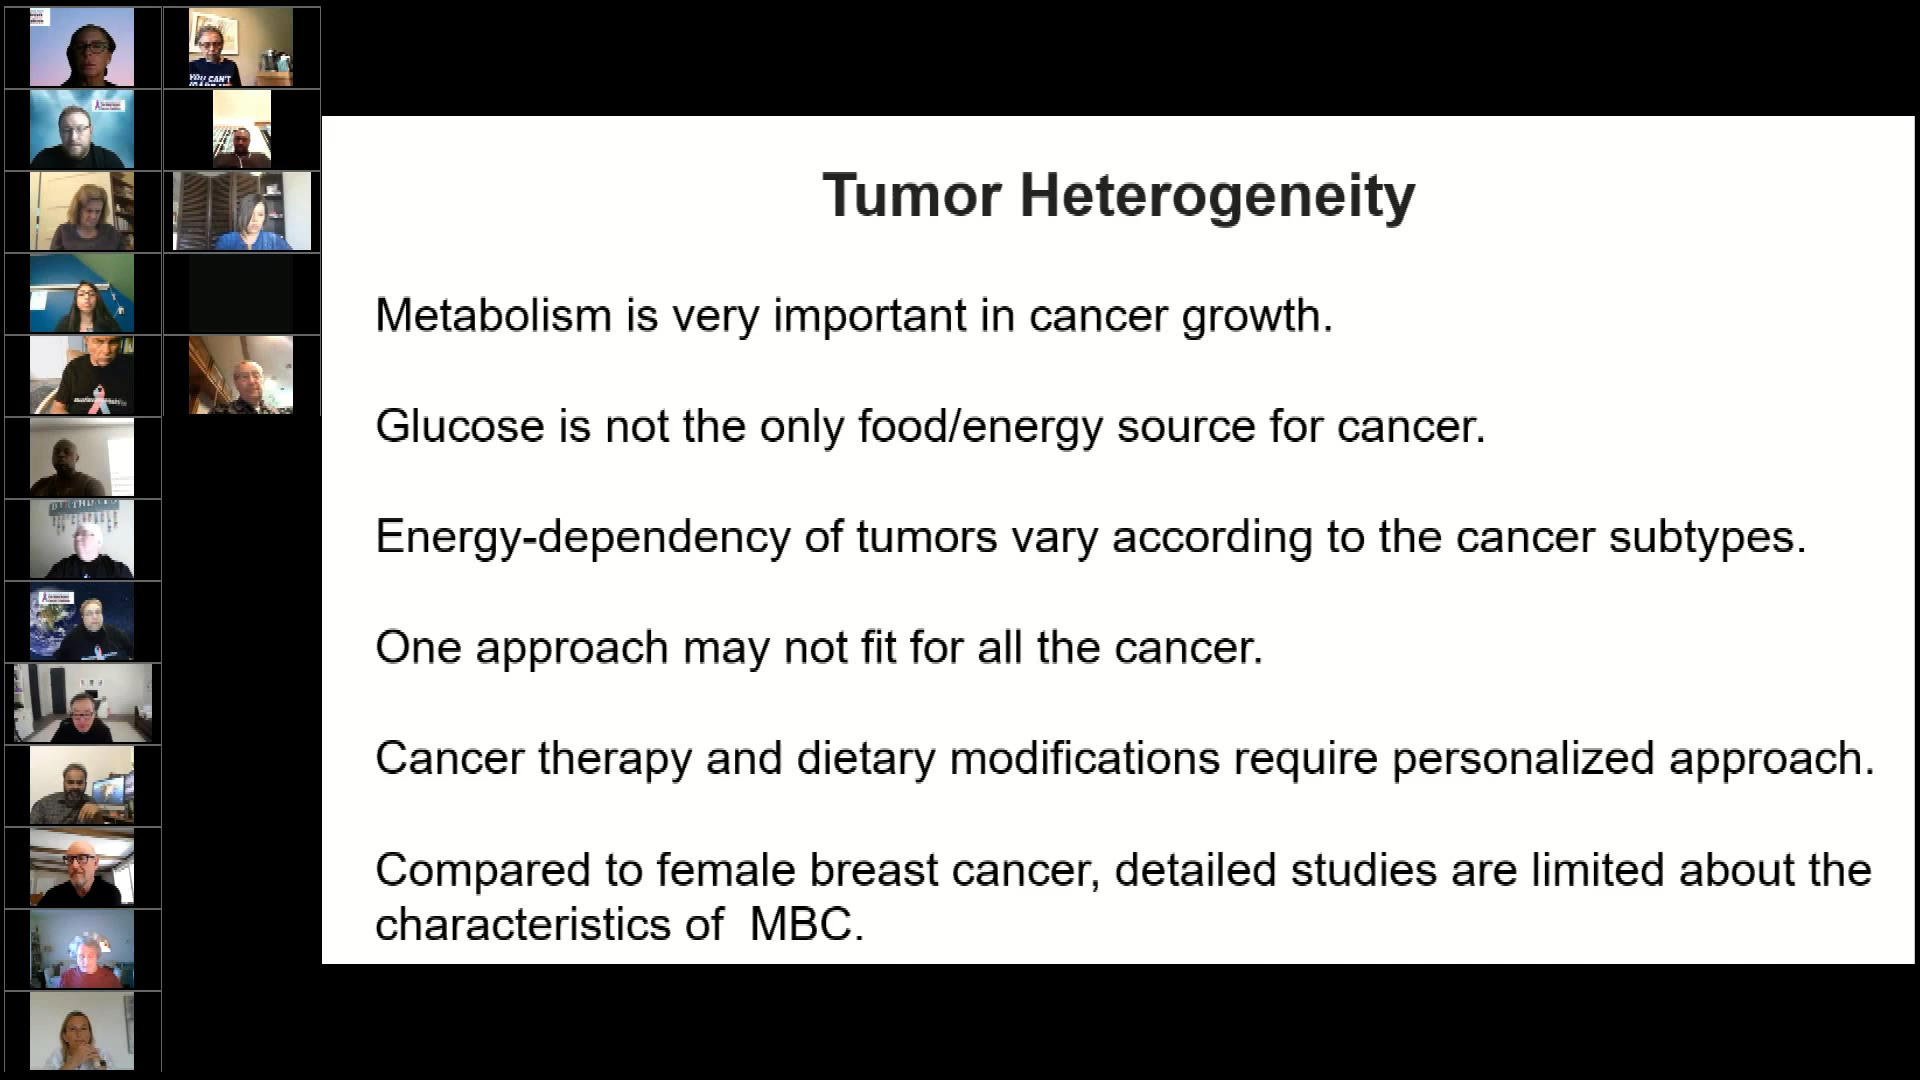 YOU CAN'T
Tumor Heterogeneity
Metabolism is very important in cancer growth.
Glucose is not the only food/energy source for cancer.
Energy-dependency of tumors vary according to the cancer subtypes.
One approach may not fit for all the cancer.
Cancer therapy and dietary modifications require personalized approach.
Compared to female breast cancer, detailed studies are limited about the
characteristics of MBC.